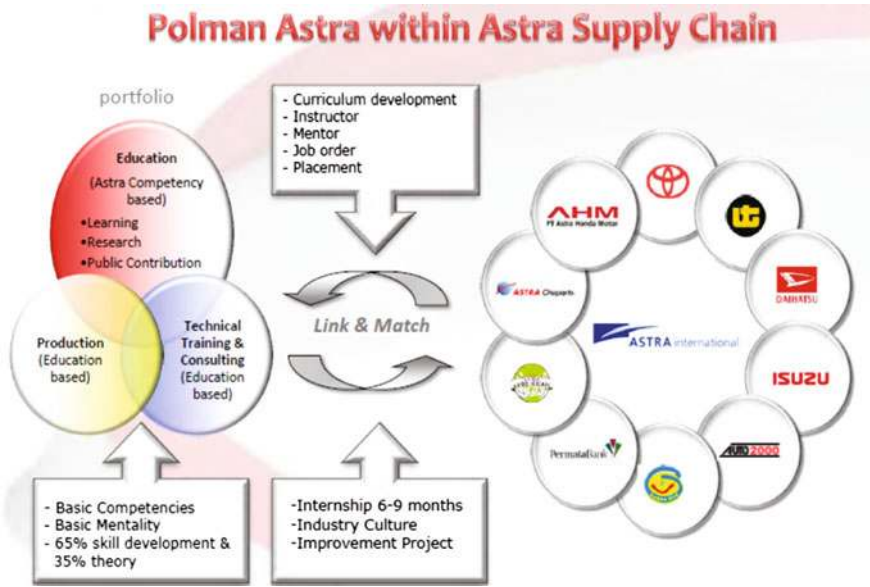 Polman Astra within Astra Supply Chain
portfolio
Education
(Astra Competency
based)
•Learning
•Research
•Public Contribution
Production
(Education
based)
Technical
Training &
Consulting
(Education
based)
- Basic Competencies
- Basic Mentality
- 65% skill development &
35% theory
- Curriculum development
- Instructor
- Mentor
- Job order
- Placement
Link & Match
-Internship 6-9 months
-Industry Culture
-Improvement Project
AHM
PT Astra Honda Motor
DAIHATSU
ISUZU
AUTO 2000
PermataBank
ASTRA Otoparts
ASTRA international